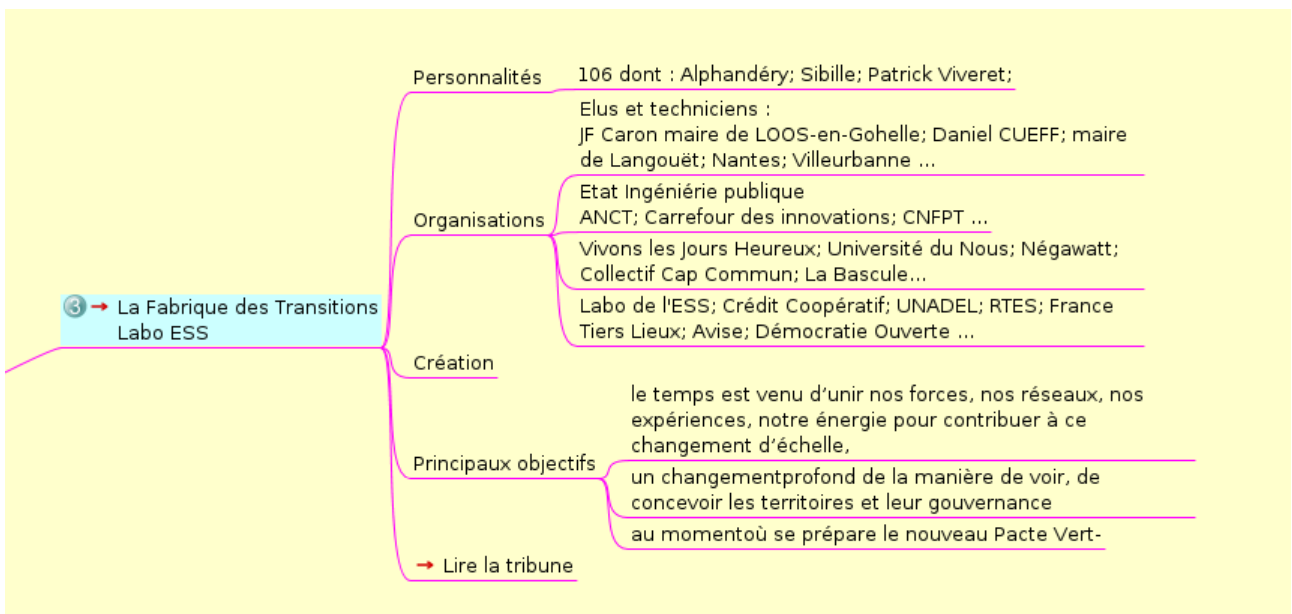 3 → La Fabrique des Transitions
Labo ESS
Personnalités
106 dont : Alphandéry; Sibille; Patrick Viveret;
Organisations
Elus et techniciens :
JF Caron maire de LOOS-en-Gohelle; Daniel CUEFF; maire
de Langouët; Nantes; Villeurbanne ...
Etat Ingéniérie publique
ANCT; Carrefour des innovations; CNFPT ...
Vivons les Jours Heureux; Université du Nous; Négawatt;
Collectif Cap Commun; La Bascule...
Labo de l'ESS; Crédit Coopératif; UNADEL; RTES; France
Tiers Lieux; Avise; Démocratie Ouverte ...
Création
Principaux objectifs
le temps est venu d’unir nos forces, nos réseaux, nos
expériences, notre énergie pour contribuer à ce
changement d’échelle,
un changementprofond de la manière de voir, de
concevoir les territoires et leur gouvernance
au momentoù se prépare le nouveau Pacte Vert-
→ Lire la tribune